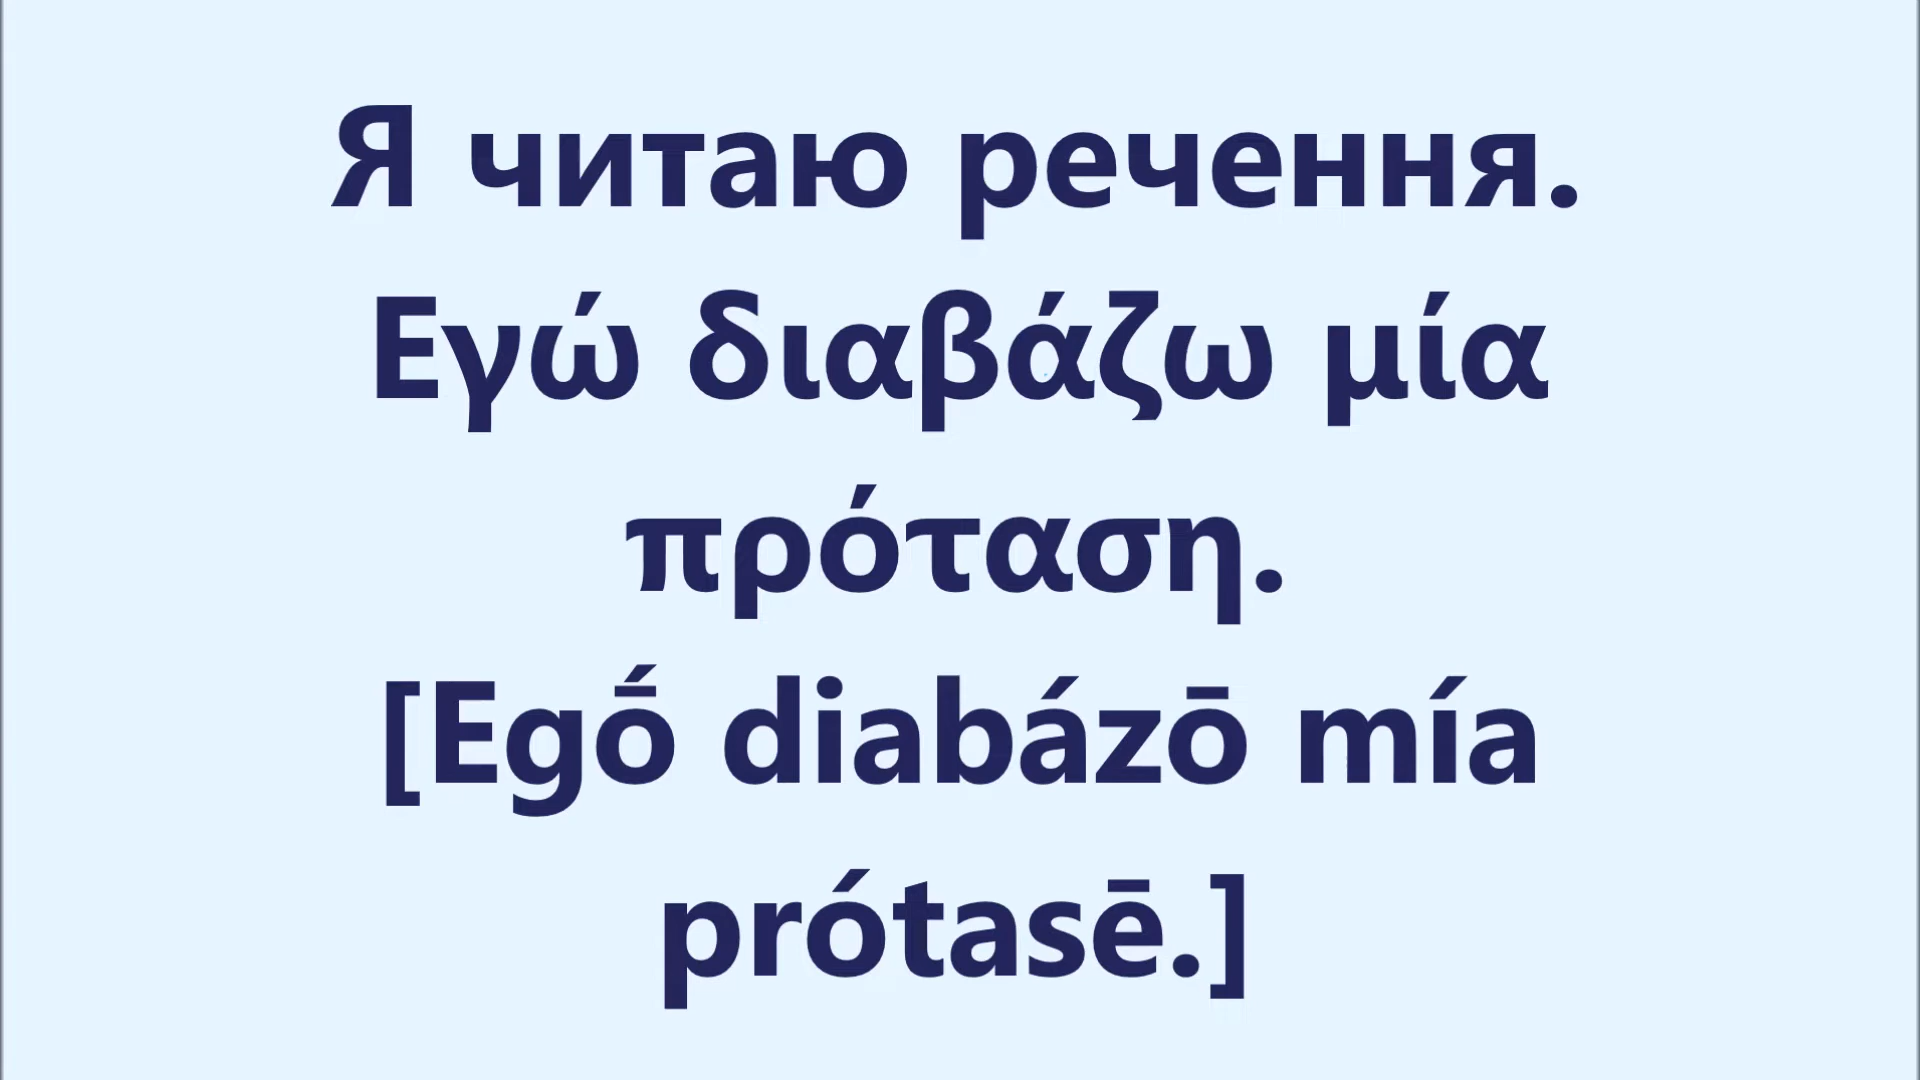 Я читаю речення.
Εγώ διαβάζω μία
πρόταση.
[Egṓ diabázō mía
prótasē.]